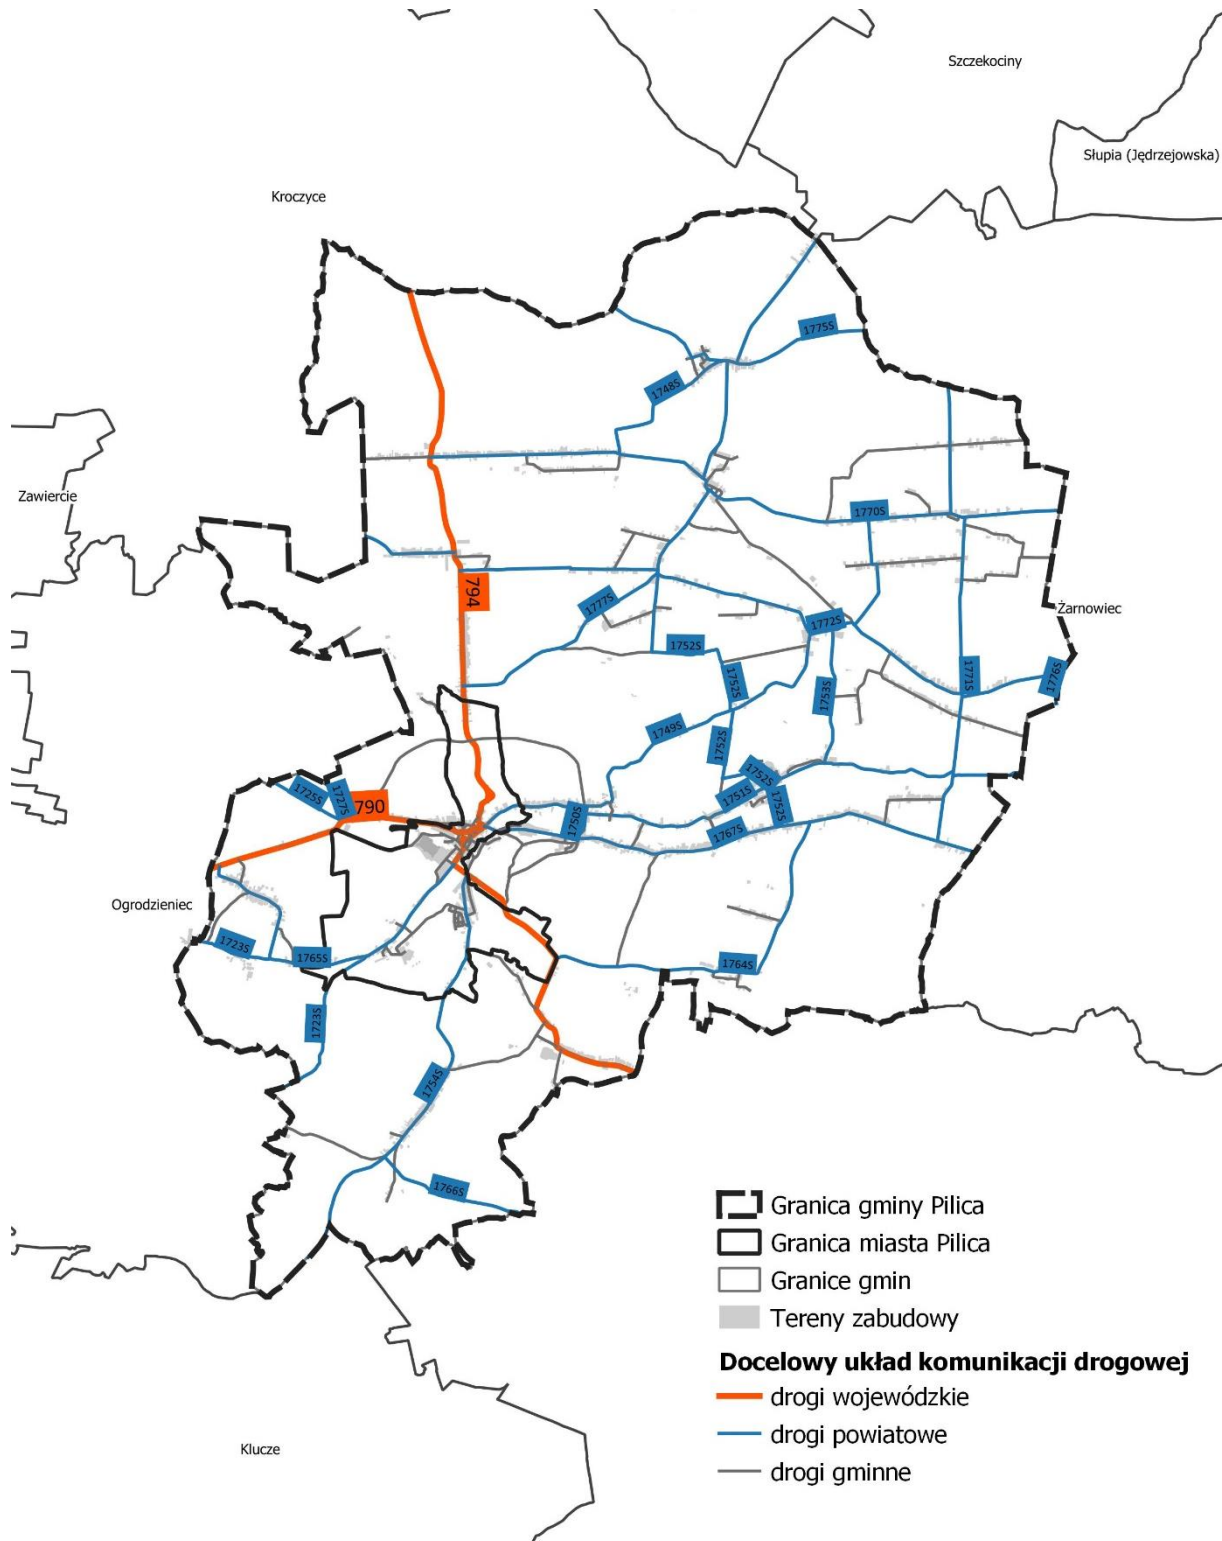 Szczekociny
Słupia (Jędrzejowska)
Kroczyce
1775S
1748S
Zawiercie
1770S
794
1777S
Żarnowiec
1772S
1752S
1752S
1771S
1776S
1753S
1749S
1752S
1752S
1725S
1727S
790
1751S
1752S
1750S
1767S
Ogrodzieniec
1723S
1765S
1764S
1723S
1754S
1766S
Granica gminy Pilica
Granica miasta Pilica
Granice gmin
Tereny zabudowy
Docelowy układ komunikacji drogowej
drogi wojewódzkie
drogi powiatowe
drogi gminne
Klucze